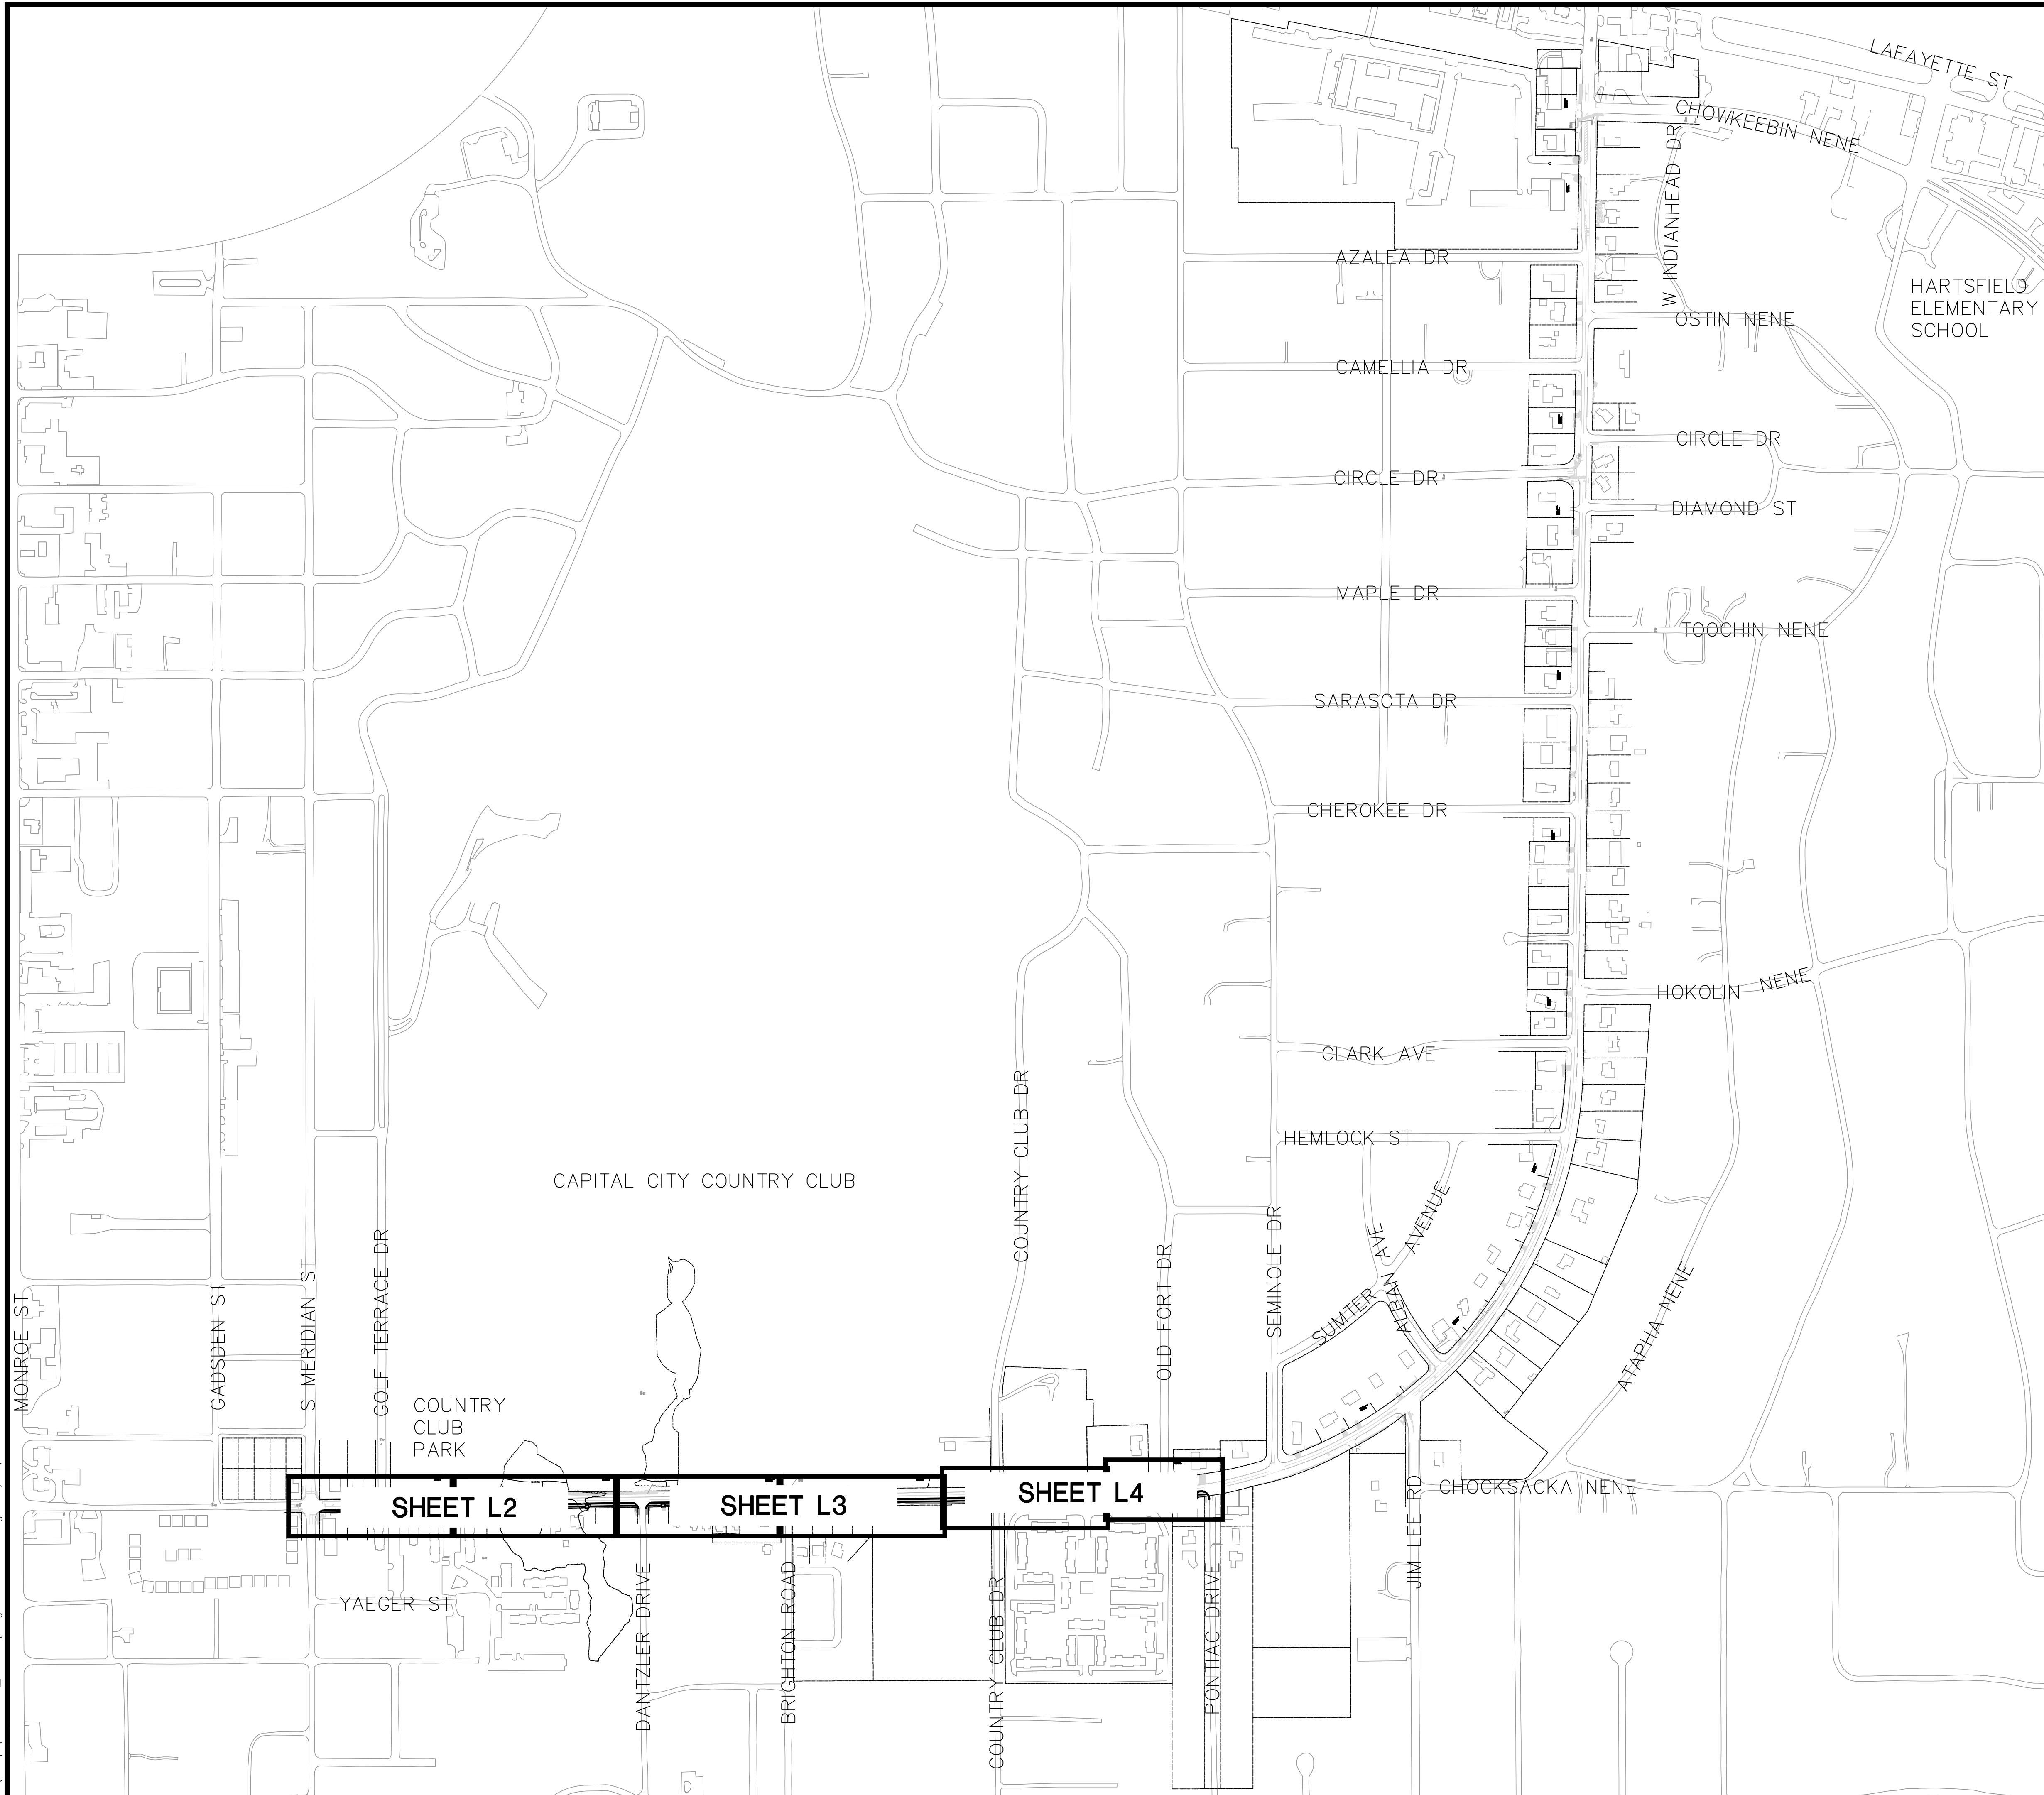 LAFAYETTE ST
CHOWKEEBIN NENE
W INDIANHEAD DR
AZALEA DR
HARTSFIELD
ELEMENTARY
SCHOOL
OSTIN NENE
CAMELLIA DR
CIRCLE DR
CIRCLE DR
DIAMOND ST
MAPLE DR
TOOCHIN NENE
SARASOTA DR
CHEROKEE DR
HOKOLIN NENE
CLARK AVE
COUNTRY CLUB DR
HEMLOCK ST
CAPITAL CITY COUNTRY CLUB
MONROE ST
GADSDEN ST
S MERIDIAN ST
GOLF TERRACE DR
OLD FORT DR
SEMINOLE DR
SUMTER AVE
ALBAN AVENUE
ATAPHA NENE
COUNTRY
CLUB
PARK
SHEET L2
SHEET L3
SHEET L4
CHOCKSACKA NENE
JIM LEE RD
YAEGER ST
DANTZLER DRIVE
BRIGHTON ROAD
COUNTRY CLUB DR
PONTIAC DRIVE